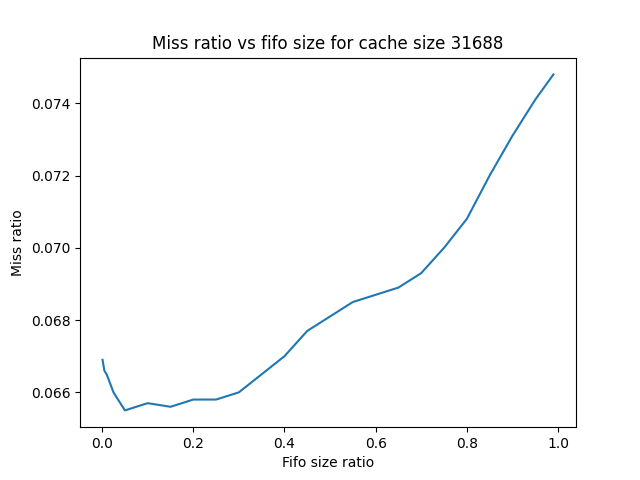 Miss ratio vs fifo size for cache size 31688
0.074
0.072
0.070
0.068
0.066
Miss ratio
0.0 0.2 0.4 0.6 0.8 1.0
Fifo size ratio